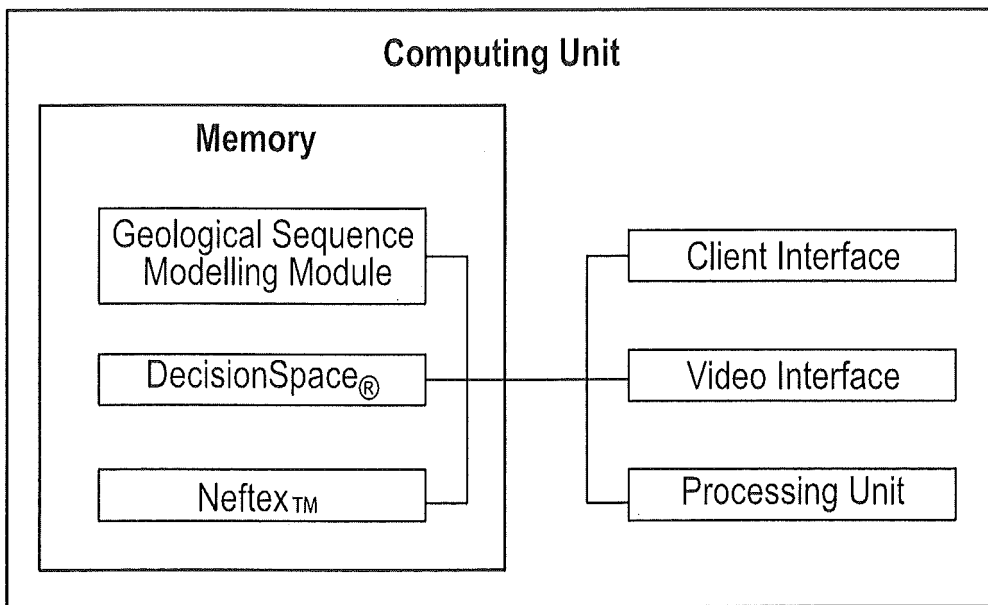 Computing Unit
Memory
Geological Sequence
Modelling Module
DecisionSpace®
Neftex™
Client Interface
Video Interface
Processing Unit